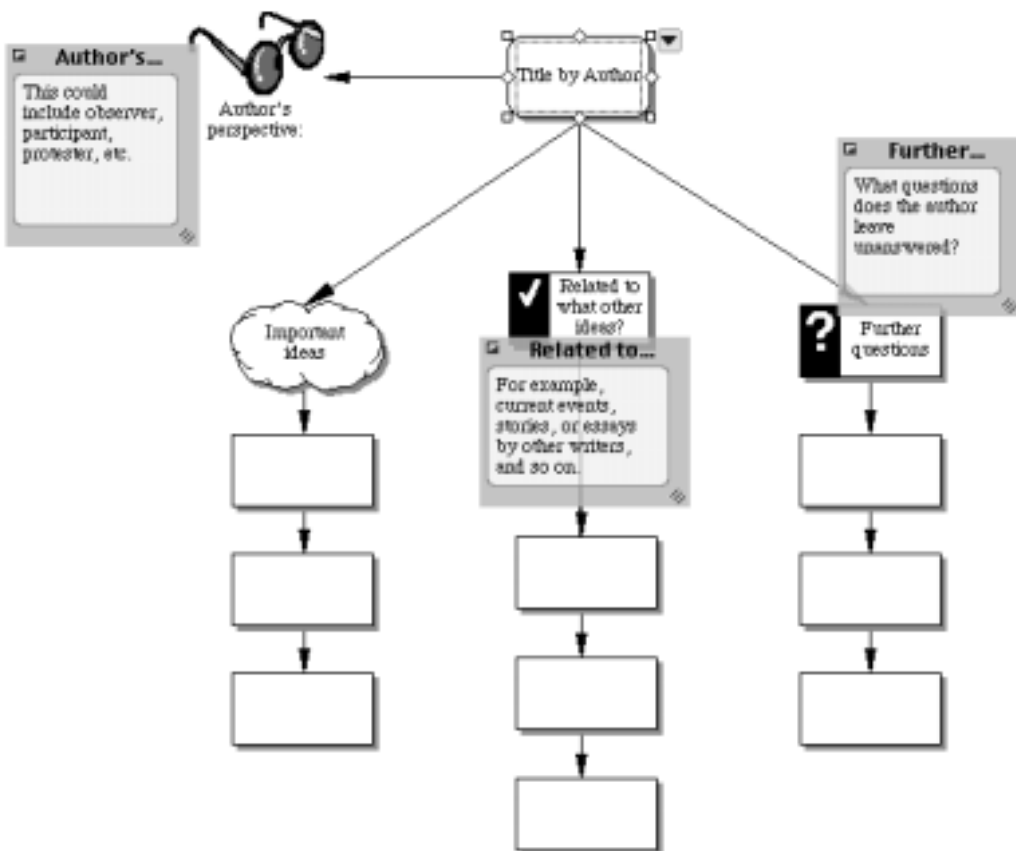 Author's...
This could
include observer,
participant,
protester, etc.
Author's
perspective:
Title by Author
Further...
What questions
does the author
leave
unanswered?
Important
ideas
Related to
what other
ideas?
Related to...
For example,
current events,
stories, or essays
by other writers,
and so on.
?
Further
questions